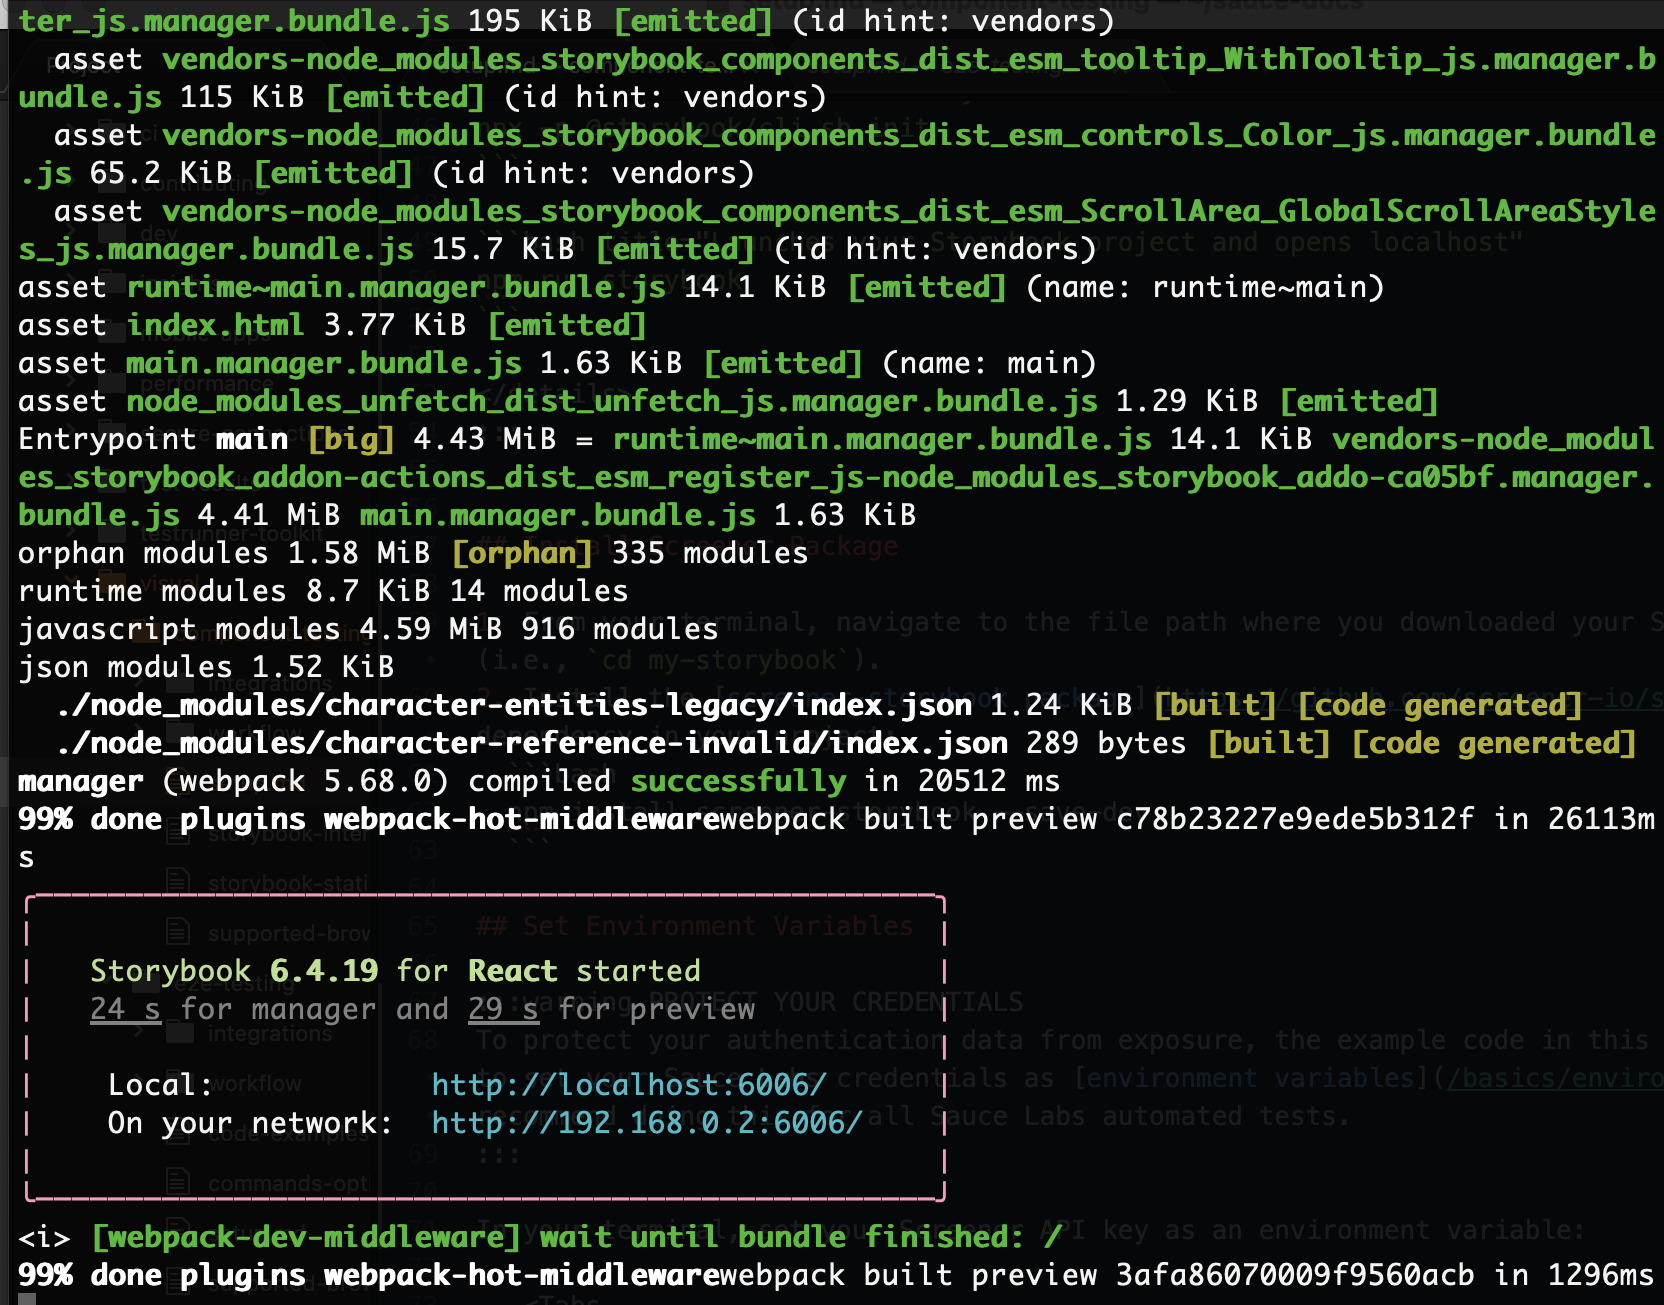 ter_js.manager.bundle.js 195 KiB [emitted] (id hint: vendors)
  asset vendors-node_modules_storybook_components_dist_esm_tooltip_WithTooltip_js.manager.b
undle.js 115 KiB [emitted] (id hint: vendors)
  asset vendors-node_modules_storybook_components_dist_esm_controls_Color_js.manager.bundle
.js 65.2 KiB [emitted] (id hint: vendors)
  asset vendors-node_modules_storybook_components_dist_esm_ScrollArea_GlobalScrollAreaStyle
s_js.manager.bundle.js 15.7 KiB [emitted] (id hint: vendors)
asset runtime~main.manager.bundle.js 14.1 KiB [emitted] (name: runtime~main)
asset index.html 3.77 KiB [emitted]
asset main.manager.bundle.js 1.63 KiB [emitted] (name: main)
asset node_modules_unfetch_dist_unfetch_js.manager.bundle.js 1.29 KiB [emitted]
Entrypoint main [big] 4.43 MiB = runtime~main.manager.bundle.js 14.1 KiB vendors-node_modul
es_storybook_addon-actions_dist_esm_register_js-node_modules_storybook_addo-ca05bf.manager.
bundle.js 4.41 MiB main.manager.bundle.js 1.63 KiB
orphan modules 1.58 MiB [orphan] 335 modules
runtime modules 8.7 KiB 14 modules
javascript modules 4.59 MiB 916 modules
json modules 1.52 KiB
  ./node_modules/character-entities-legacy/index.json 1.24 KiB [built] [code generated]
  ./node_modules/character-reference-invalid/index.json 289 bytes [built] [code generated]
manager (webpack 5.68.0) compiled successfully in 20512 ms
99% done plugins webpack-hot-middlewarewebpack built preview c78b23227e9ede5b312f in 26113m
s
Storybook 6.4.19 for React started
24 s for manager and 29 s for preview
Local: http://localhost:6006/
On your network: http://192.168.0.2:6006/
<i> [webpack-dev-middleware] wait until bundle finished: /
99% done plugins webpack-hot-middlewarewebpack built preview 3afa86070009f9560acb in 1296ms